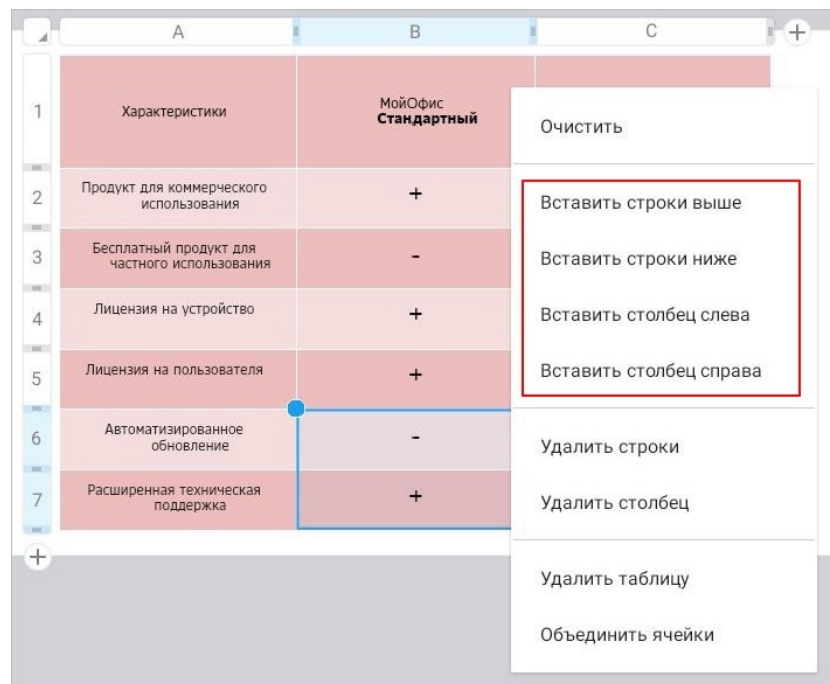 A B C
1 Характеристики МойОфис
Стандартный
2 Продукт для коммерческого
использования +
3 Бесплатный продукт для
частного использования -
4 Лицензия на устройство +
5 Лицензия на пользователя +
6 Автоматизированное
обновление -
7 Расширенная техническая
поддержка +
+
+
Очистить
Вставить строки выше
Вставить строки ниже
Вставить столбец слева
Вставить столбец справа
Удалить строки
Удалить столбец
Удалить таблицу
Объединить ячейки